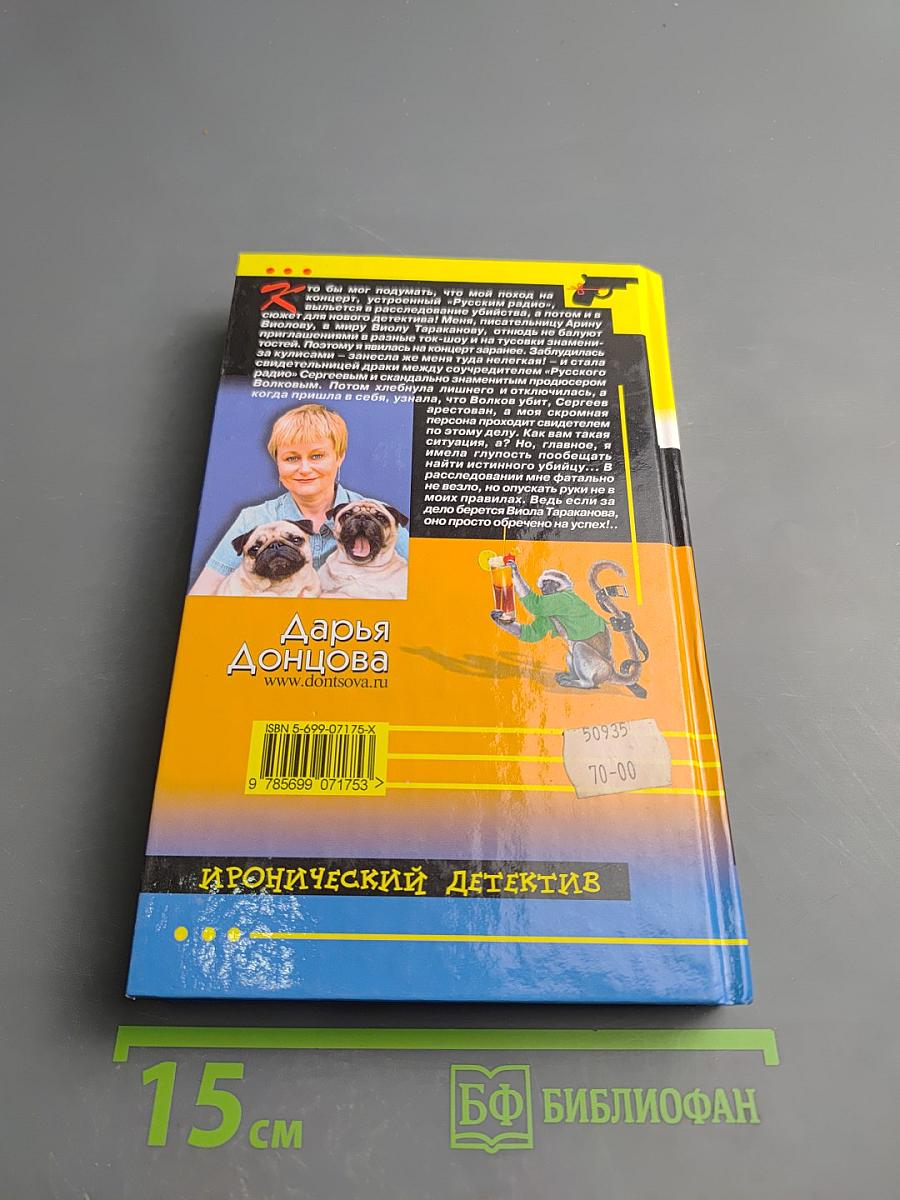 Кто бы мог подумать, что мой поход на
концерт, устроенный «Русским радио»,
выльется в расследование убийства, а потом и в
сюжет для нового детектива! Меня, писательницу Арину
Виолову, в миру Виолу Тараканову, отнюдь не балуют
приглашениями в разные ток-шоу и на тусовки знамени-
тостей. Поэтому я явилась на концерт заранее. Заблудилась
за кулисами – занесла же меня туда нелегкая! – и стала
свидетельницей драки между соучредителем «Русского
радио» Сергеевым и скандально знаменитым продюсером
Волковым. Потом хлебнула лишнего и отключилась, а
когда пришла в себя, узнала, что Волков убит, Сергеев
арестован, а моя скромная
персона проходит свидетелем
по этому делу. Как вам такая
ситуация, а? Но, главное, я
имела глупость пообещать
найти истинного убийцу... В
расследовании мне фатально
не везло, но опускать руки не в
моих правилах. Ведь если за
дело берется Виола Тараканова,
оно просто обречено на успех!..
Дарья
Донцова
www.dontsova.ru
ISBN 5-699-07175-X
9 785699 071753 >
50935
70-00
ИРОНИЧЕСКИЙ ДЕТЕКТИВ
15 см
БФ БИБЛИОФАН